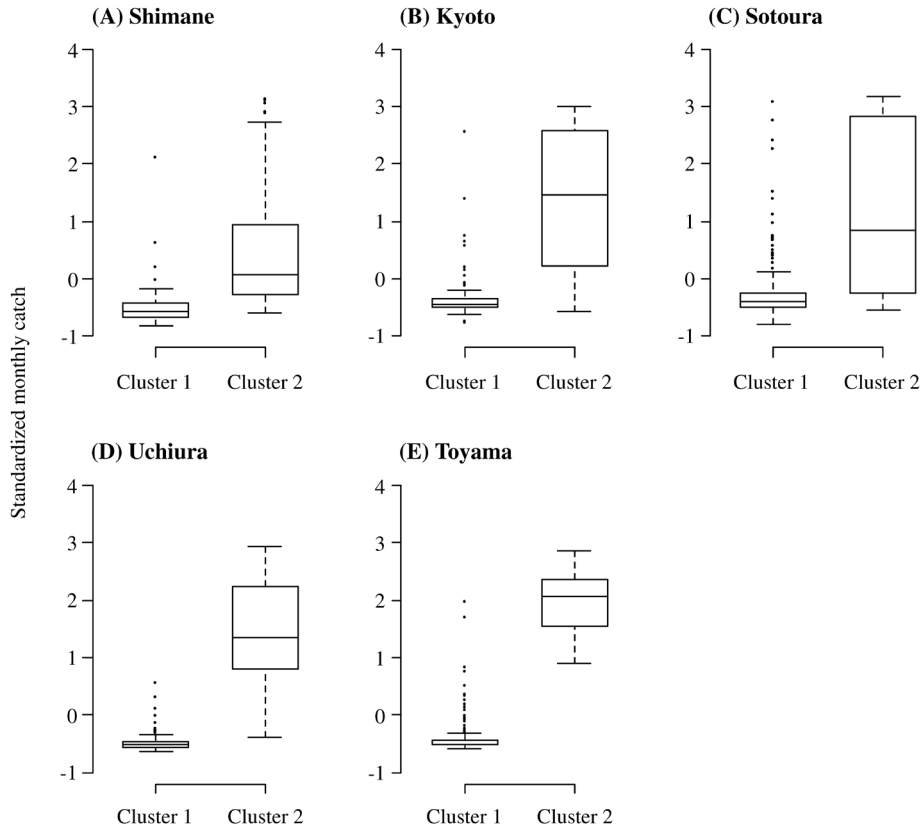 (A) Shimane
(B) Kyoto
(C) Sotoura
4
3
2
1
0
-1
Cluster 1
Cluster 2
4
3
2
1
0
-1
Cluster 1
Cluster 2
4
3
2
1
0
-1
Cluster 1
Cluster 2
Standardized monthly catch
(D) Uchiura
(E) Toyama
4
3
2
1
0
-1
Cluster 1
Cluster 2
4
3
2
1
0
-1
Cluster 1
Cluster 2